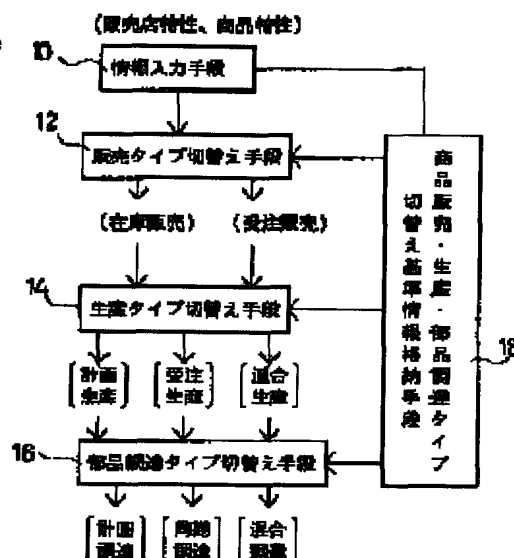 (販売店特性、商品特性)
10
情報入力手段
12
販売タイプ切替え手段
(在庫販売) (受注販売)
14
生産タイプ切替え手段
計画生産 受注生産 混合生産
16
部品調達タイプ切替え手段
計画調達 調達 混合調達
商品販売・生産・部品調達タイプ
切替え基準情報格納手段
18